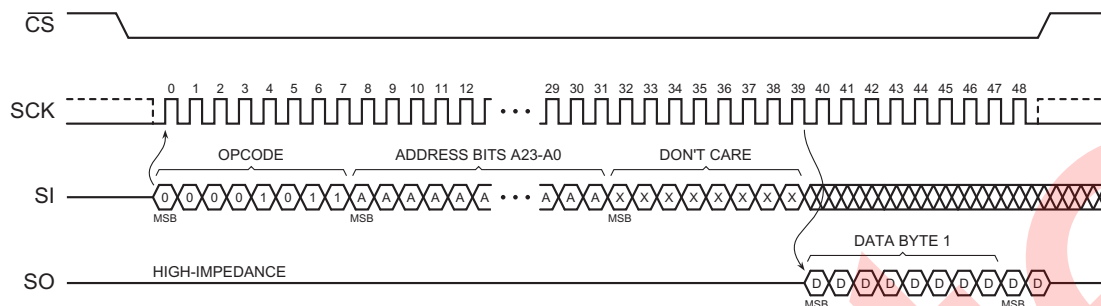 CS
SCK
0 1 2 3 4 5 6 7 8 9 10 11 12 29 30 31 32 33 34 35 36 37 38 39 40 41 42 43 44 45 46 47 48
OPCODE ADDRESS BITS A23-A0 DON'T CARE
SI
0 0 0 0 1 0 1 1 A A A A A A A A A X X X X X X X X
MSB MSB MSB
DATA BYTE 1
SO
HIGH-IMPEDANCE
D D D D D D D D D D
MSB MSB